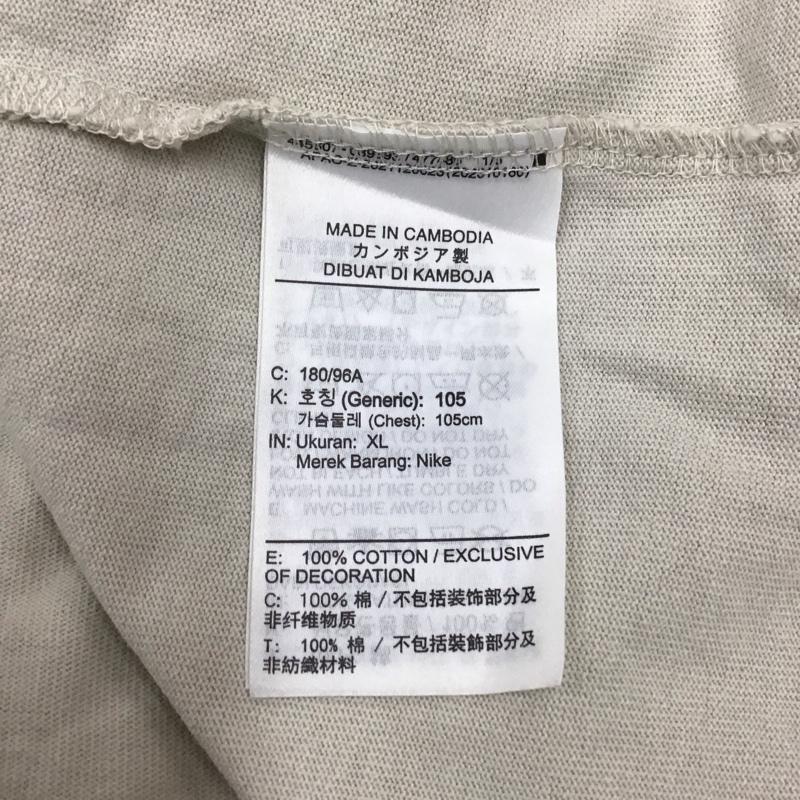 MADE IN CAMBODIA
カンボジア製
DIBUAT DI KAMBOJA
C: 180/96A
K: 호칭 (Generic): 105
가슴둘레 (Chest): 105cm
IN: Ukuran: XL
Merek Barang: Nike
E: 100% COTTON / EXCLUSIVE
OF DECORATION
C: 100% 棉 / 不包括装饰部分及
非纤维物质
T: 100% 棉 / 不包括裝飾部分及
非紡織材料